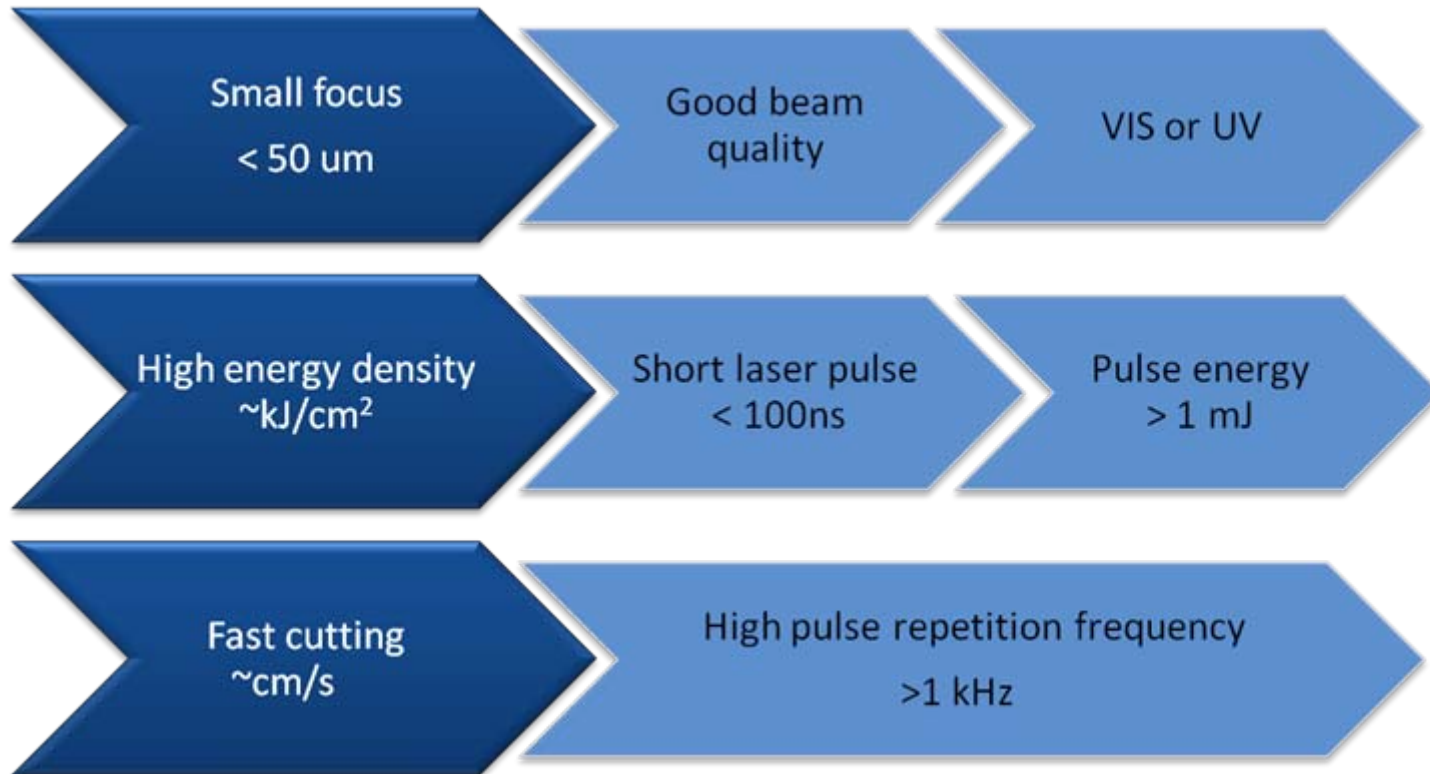 Small focus
< 50 um
Good beam
quality
VIS or UV
High energy density
~kJ/cm²
Short laser pulse
< 100ns
Pulse energy
> 1 mJ
Fast cutting
~cm/s
High pulse repetition frequency
>1 kHz